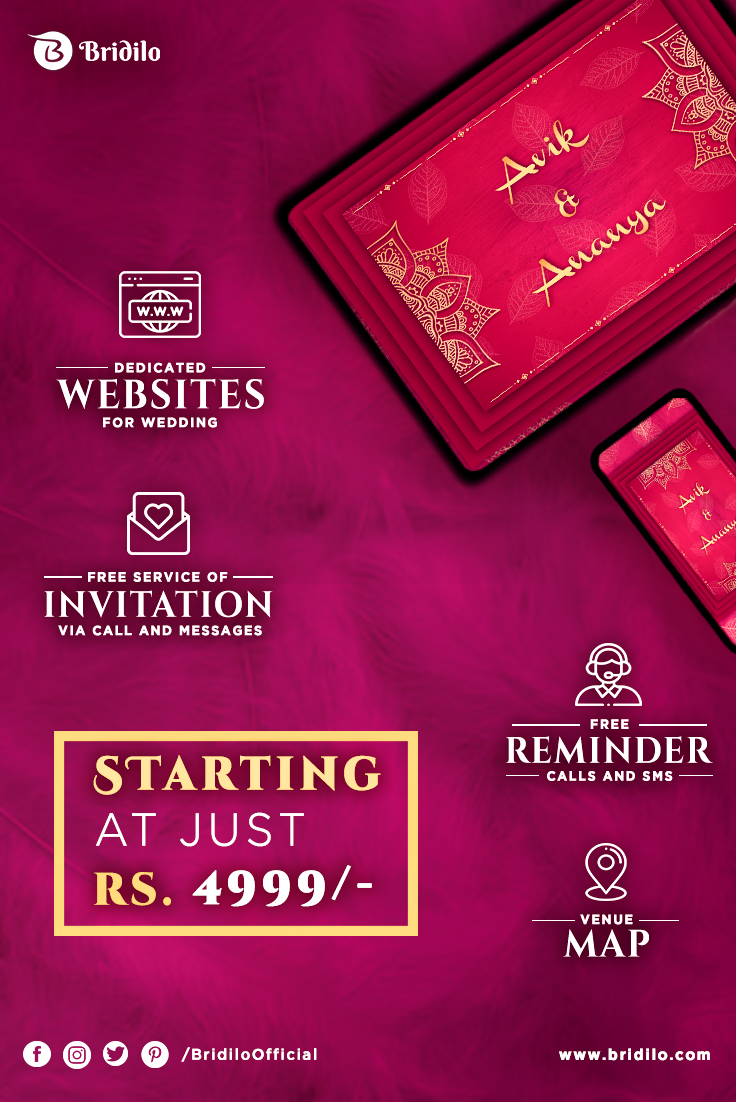 Bridilo
Avik
&
Ananya
WWW
DEDICATED
WEBSITES
FOR WEDDING
Avik
&
FREE SERVICE OF
INVITATION
VIA CALL AND MESSAGES
FREE
REMINDER
CALLS AND SMS
STARTING
AT JUST
RS. 4999/-
VENUE
MAP
/BridiloOfficial
www.bridilo.com